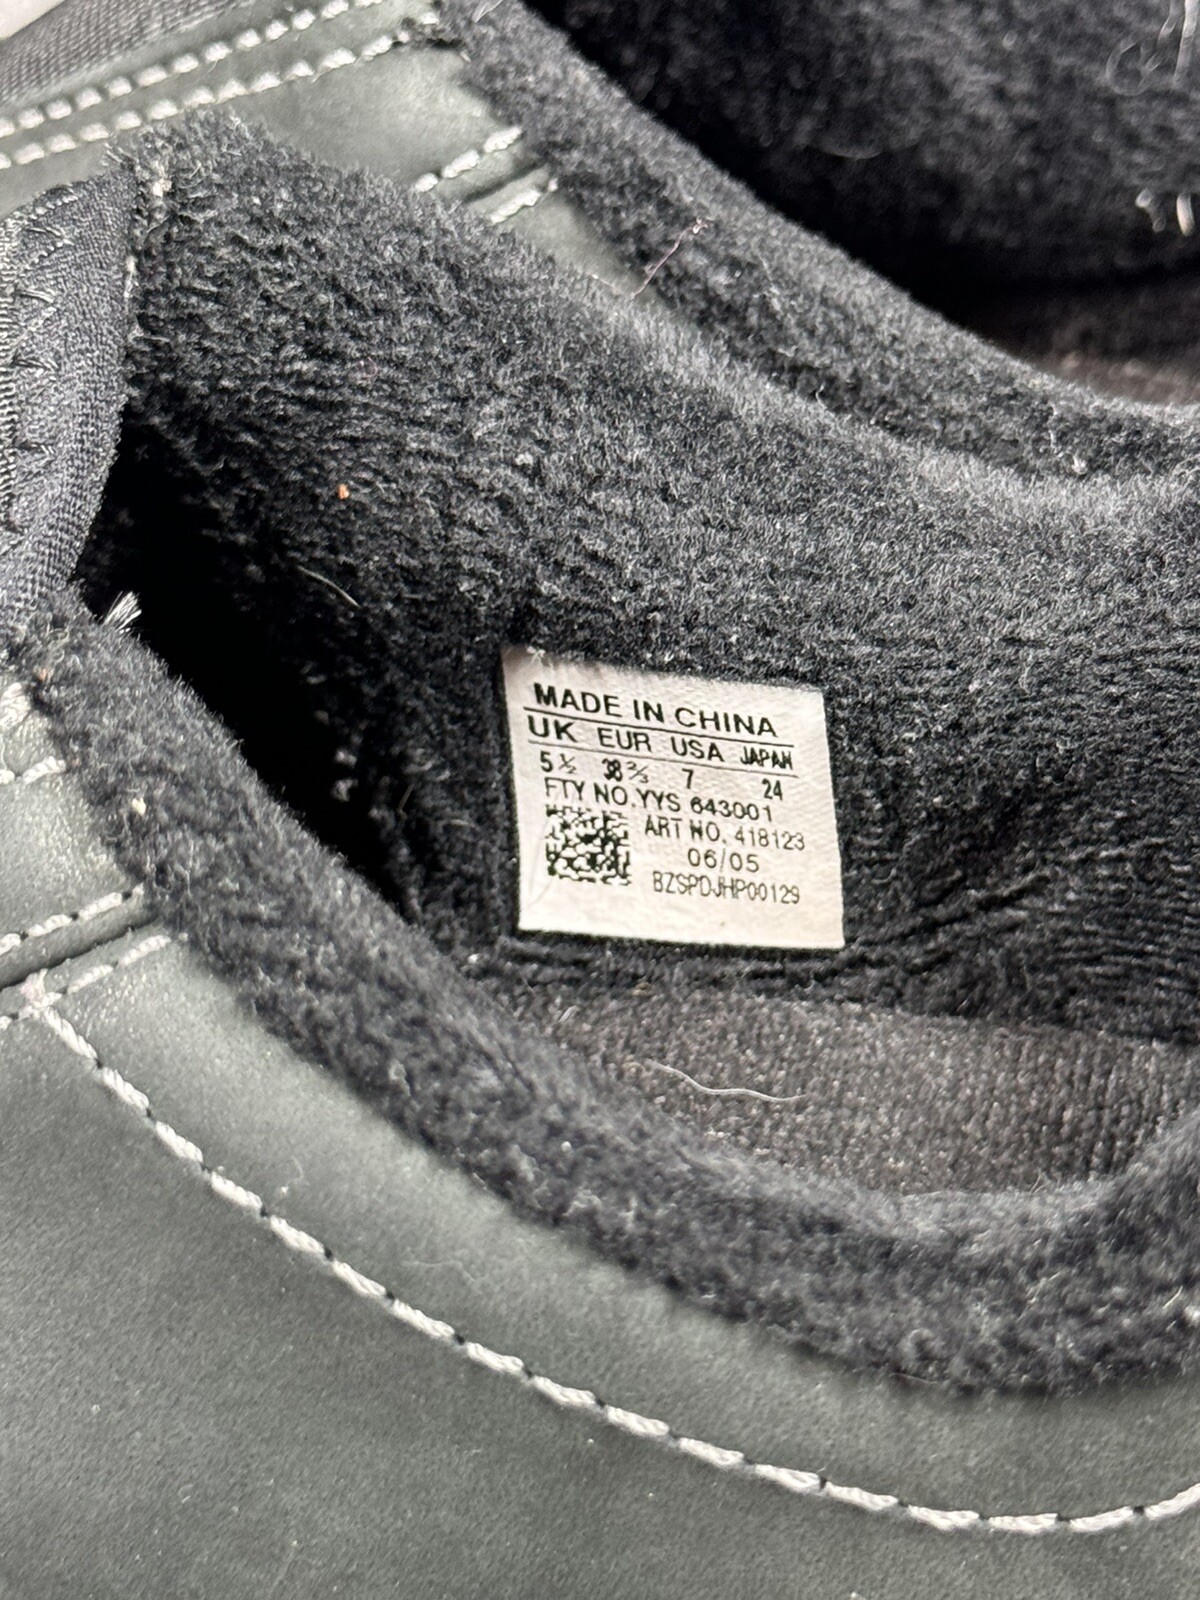 MADE IN CHINA
UK EUR USA JAPAN
5½ 38⅔ 7 24
FTY NO.YYS 643001
ART NO. 418123
06/05
BZSPDJHP00129